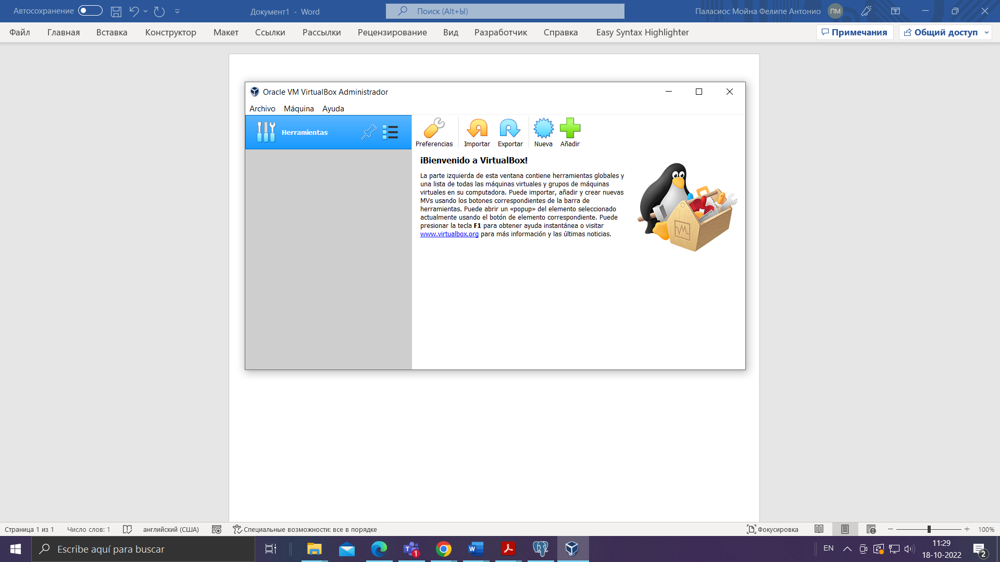 Автосохранение
Документ1 - Word
Поиск (Alt+Ы)
Паласиос Мойна Фелипе Антонио
ПМ
Файл Главная Вставка Конструктор Макет Ссылки Рассылки Рецензирование Вид Разработчик Справка Easy Syntax Highlighter
Примечания
Общий доступ
Oracle VM VirtualBox Administrador
Archivo Máquina Ayuda
Herramientas
Preferencias Importar Exportar Nueva Añadir
¡Bienvenido a VirtualBox!
La parte izquierda de esta ventana contiene herramientas globales y
una lista de todas las máquinas virtuales y grupos de máquinas
virtuales en su computadora. Puede importar, añadir y crear nuevas
MVs usando los botones correspondientes de la barra de
herramientas. Puede abrir un «popup» del elemento seleccionado
actualmente usando el botón de elemento correspondiente. Puede
presionar la tecla F1 para obtener ayuda instantánea o visitar
www.virtualbox.org para más información y las últimas noticias.
Страница 1 из 1 Число слов: 1 английский (США) Специальные возможности: все в порядке
Фокусировка
100%
Escribe aquí para buscar
1
EN
11:29
18-10-2022
2